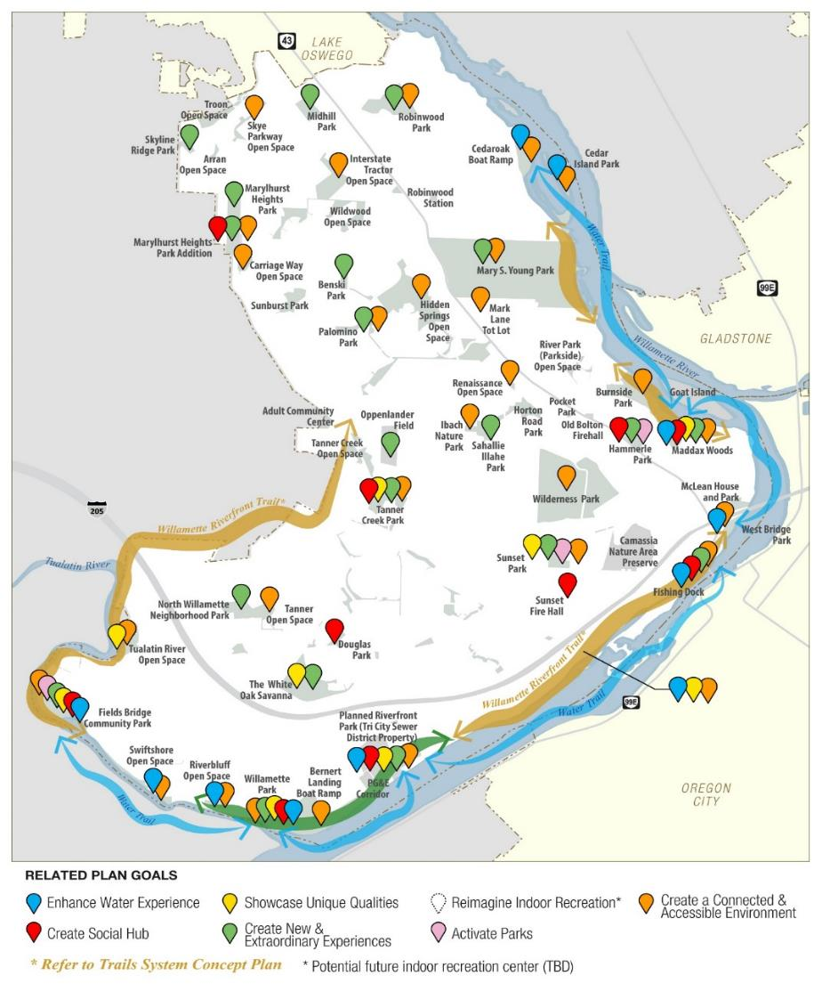 43
LAKE
OSWEGO
Troon
Open Space
Skye
Parkway
Open Space
Midhill
Park
Robinwood
Park
Skyline
Ridge Park
Arran
Open Space
Interstate
Tractor
Open Space
Cedaroak
Boat Ramp
Cedar
Island Park
Marylhurst
Heights
Park
Robinwood
Station
Wildwood
Open Space
Marylhurst Heights
Park Addition
Carriage Way
Open Space
Water Trail
Mary S. Young Park
Benski
Park
Sunburst Park
Hidden
Springs
Open
Space
Mark
Lane
Tot Lot
99E
Palomino
Park
GLADSTONE
River Park
(Parkside)
Open Space
Willamette River
Renaissance
Open Space
Burnside
Park
Goat Island
Adult Community
Center
Oppenlander
Field
Ibach
Nature
Park
Sahallie
Illahe
Park
Horton
Road
Park
Pocket
Park
Old Bolton
Firehall
Hammerle
Park
Maddax Woods
Tanner Creek
Open Space
Tanner
Creek Park
Wilderness Park
McLean House
and Park
West Bridge
Park
205
Willamette Riverfront Trail*
Tualatin River
Sunset
Park
Camassia
Nature Area
Preserve
Sunset
Fire Hall
Fishing Dock
North Willamette
Neighborhood Park
Tanner
Open Space
Douglas
Park
Tualatin River
Open Space
The White
Oak Savanna
Willamette Riverfront Trail*
Water Trail
99E
Fields Bridge
Community Park
Planned Riverfront
Park (Tri City Sewer
District Property)
Swiftshore
Open Space
Riverbluff
Open Space
Willamette
Park
Bernert
Landing
Boat Ramp
PG&E
Corridor
Water Trail
OREGON
CITY
RELATED PLAN GOALS
Enhance Water Experience
Showcase Unique Qualities
Reimagine Indoor Recreation*
Create a Connected &
Accessible Environment
Create Social Hub
Create New &
Extraordinary Experiences
Activate Parks
* Refer to Trails System Concept Plan
* Potential future indoor recreation center (TBD)